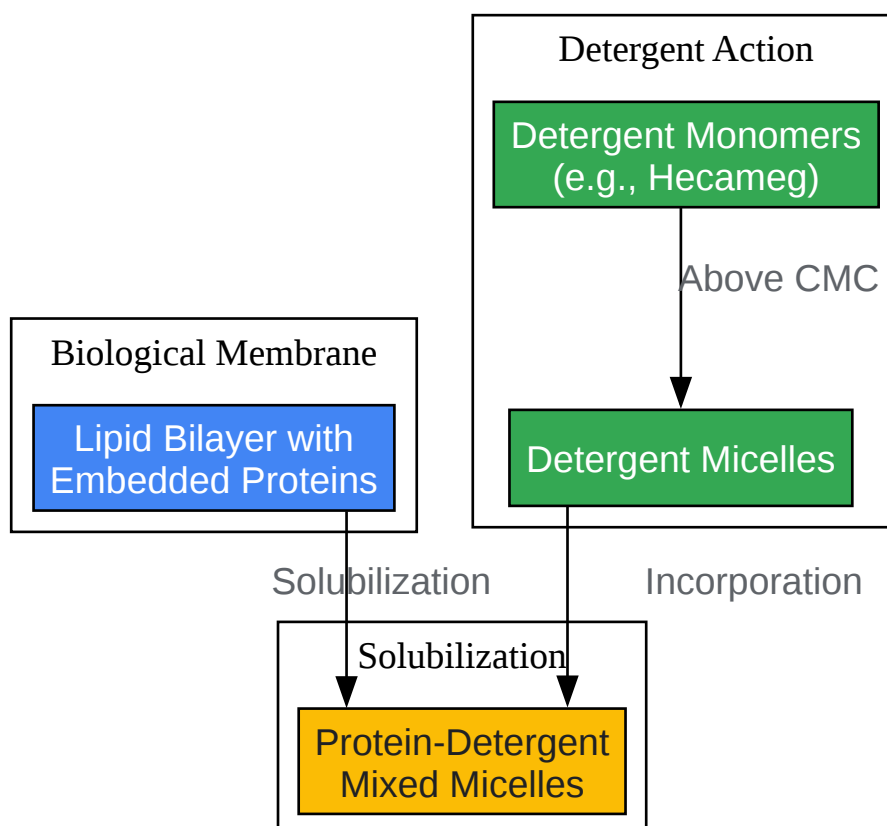 Detergent Action
Detergent Monomers
(e.g., Hecameg)
Above CMC
Biological Membrane
Lipid Bilayer with
Embedded Proteins
Detergent Micelles
Solubilization
Incorporation
Solubilization
Protein-Detergent
Mixed Micelles